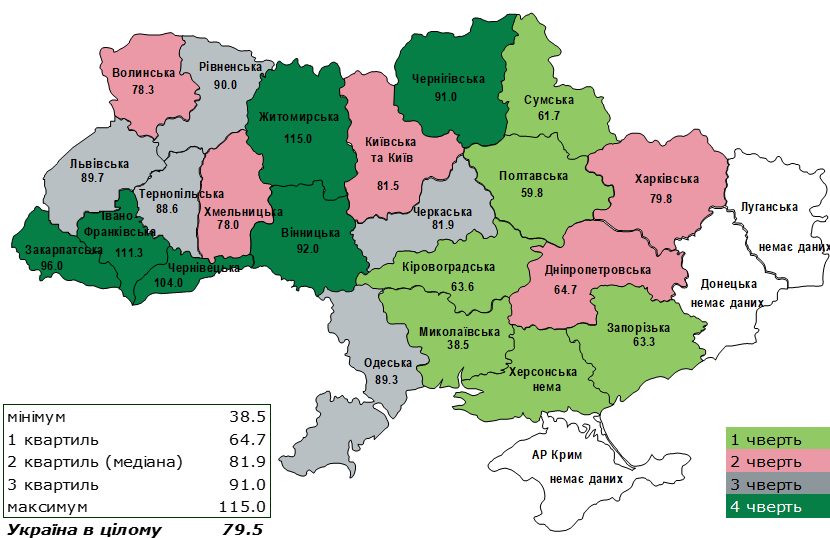 Волинська
78.3
Рівненська
90.0
Житомирська
115.0
Чернігівська
91.0
Сумська
61.7
Київська
та Київ
81.5
Львівська
89.7
Тернопільська
88.6
Хмельницька
78.0
Полтавська
59.8
Харківська
79.8
Луганська
немає даних
Івано
Франківська
111.3
Закарпатська
96.0
Чернівецька
104.0
Вінницька
92.0
Черкаська
81.9
Кіровоградська
63.6
Дніпропетровська
64.7
Донецька
немає даних
Миколаївська
38.5
Запорізька
63.3
Одеська
89.3
Херсонська
нема
АР Крим
немає даних
мінімум 38.5
1 квартиль 64.7
2 квартиль (медіана) 81.9
3 квартиль 91.0
максимум 115.0
Україна в цілому 79.5
1 чверть
2 чверть
3 чверть
4 чверть